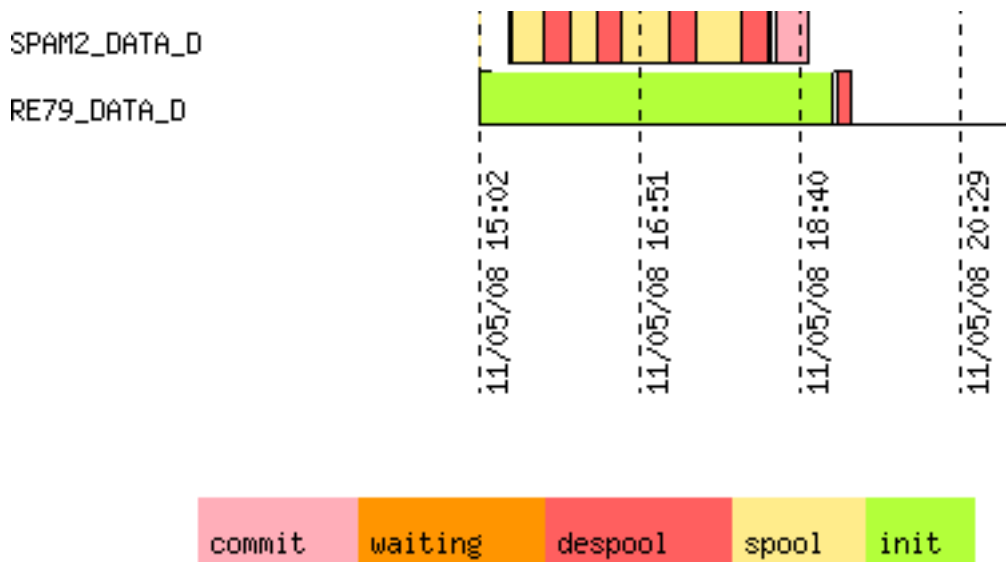 SPAM2_DATA_D
RE79_DATA_D
11/05/08 15:02
11/05/08 16:51
11/05/08 18:40
11/05/08 20:29
commit waiting despool spool init